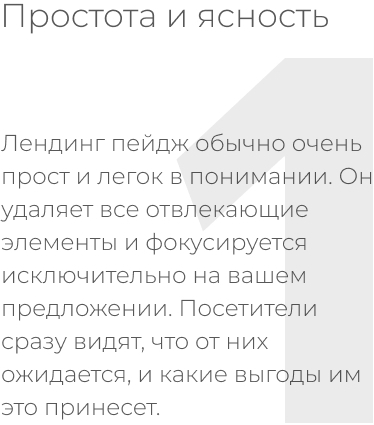 Простота и ясность
1
Лендинг пейдж обычно очень
прост и легок в понимании. Он
удаляет все отвлекающие
элементы и фокусируется
исключительно на вашем
предложении. Посетители
сразу видят, что от них
ожидается, и какие выгоды им
это принесет.